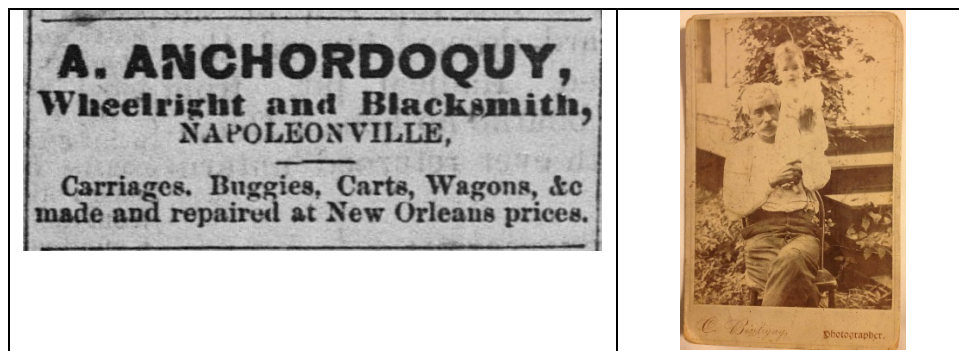 A. ANCHORDOQUY,
Wheelright and Blacksmith,
NAPOLEONVILLE,
Carriages. Buggies, Carts, Wagons, &c
made and repaired at New Orleans prices.
Photographer.